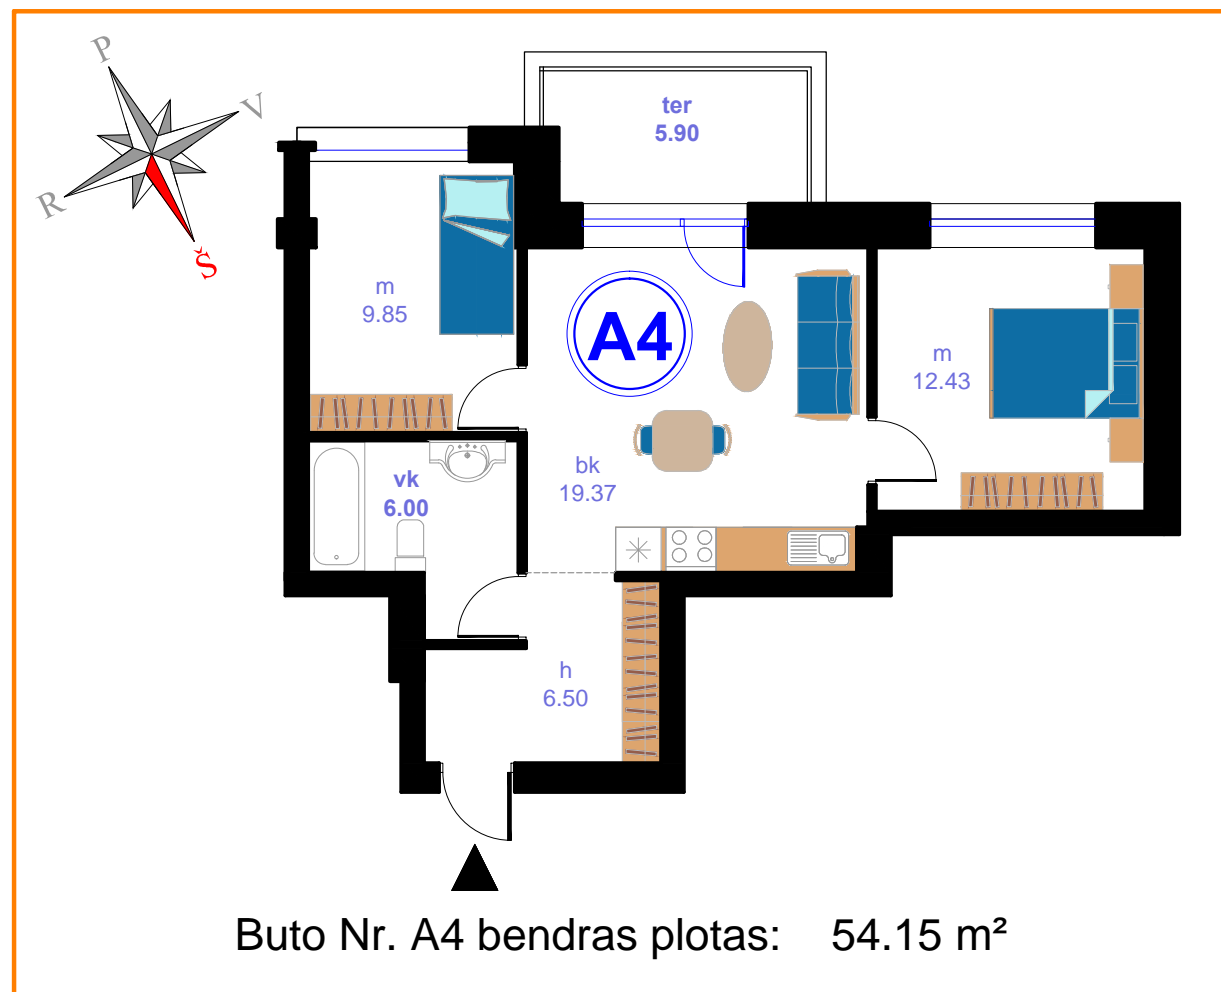 P
V
R
Š
ter
5.90
m
9.85
A4
m
12.43
vk
6.00
bk
19.37
h
6.50
Buto Nr. A4 bendras plotas: 54.15 m²